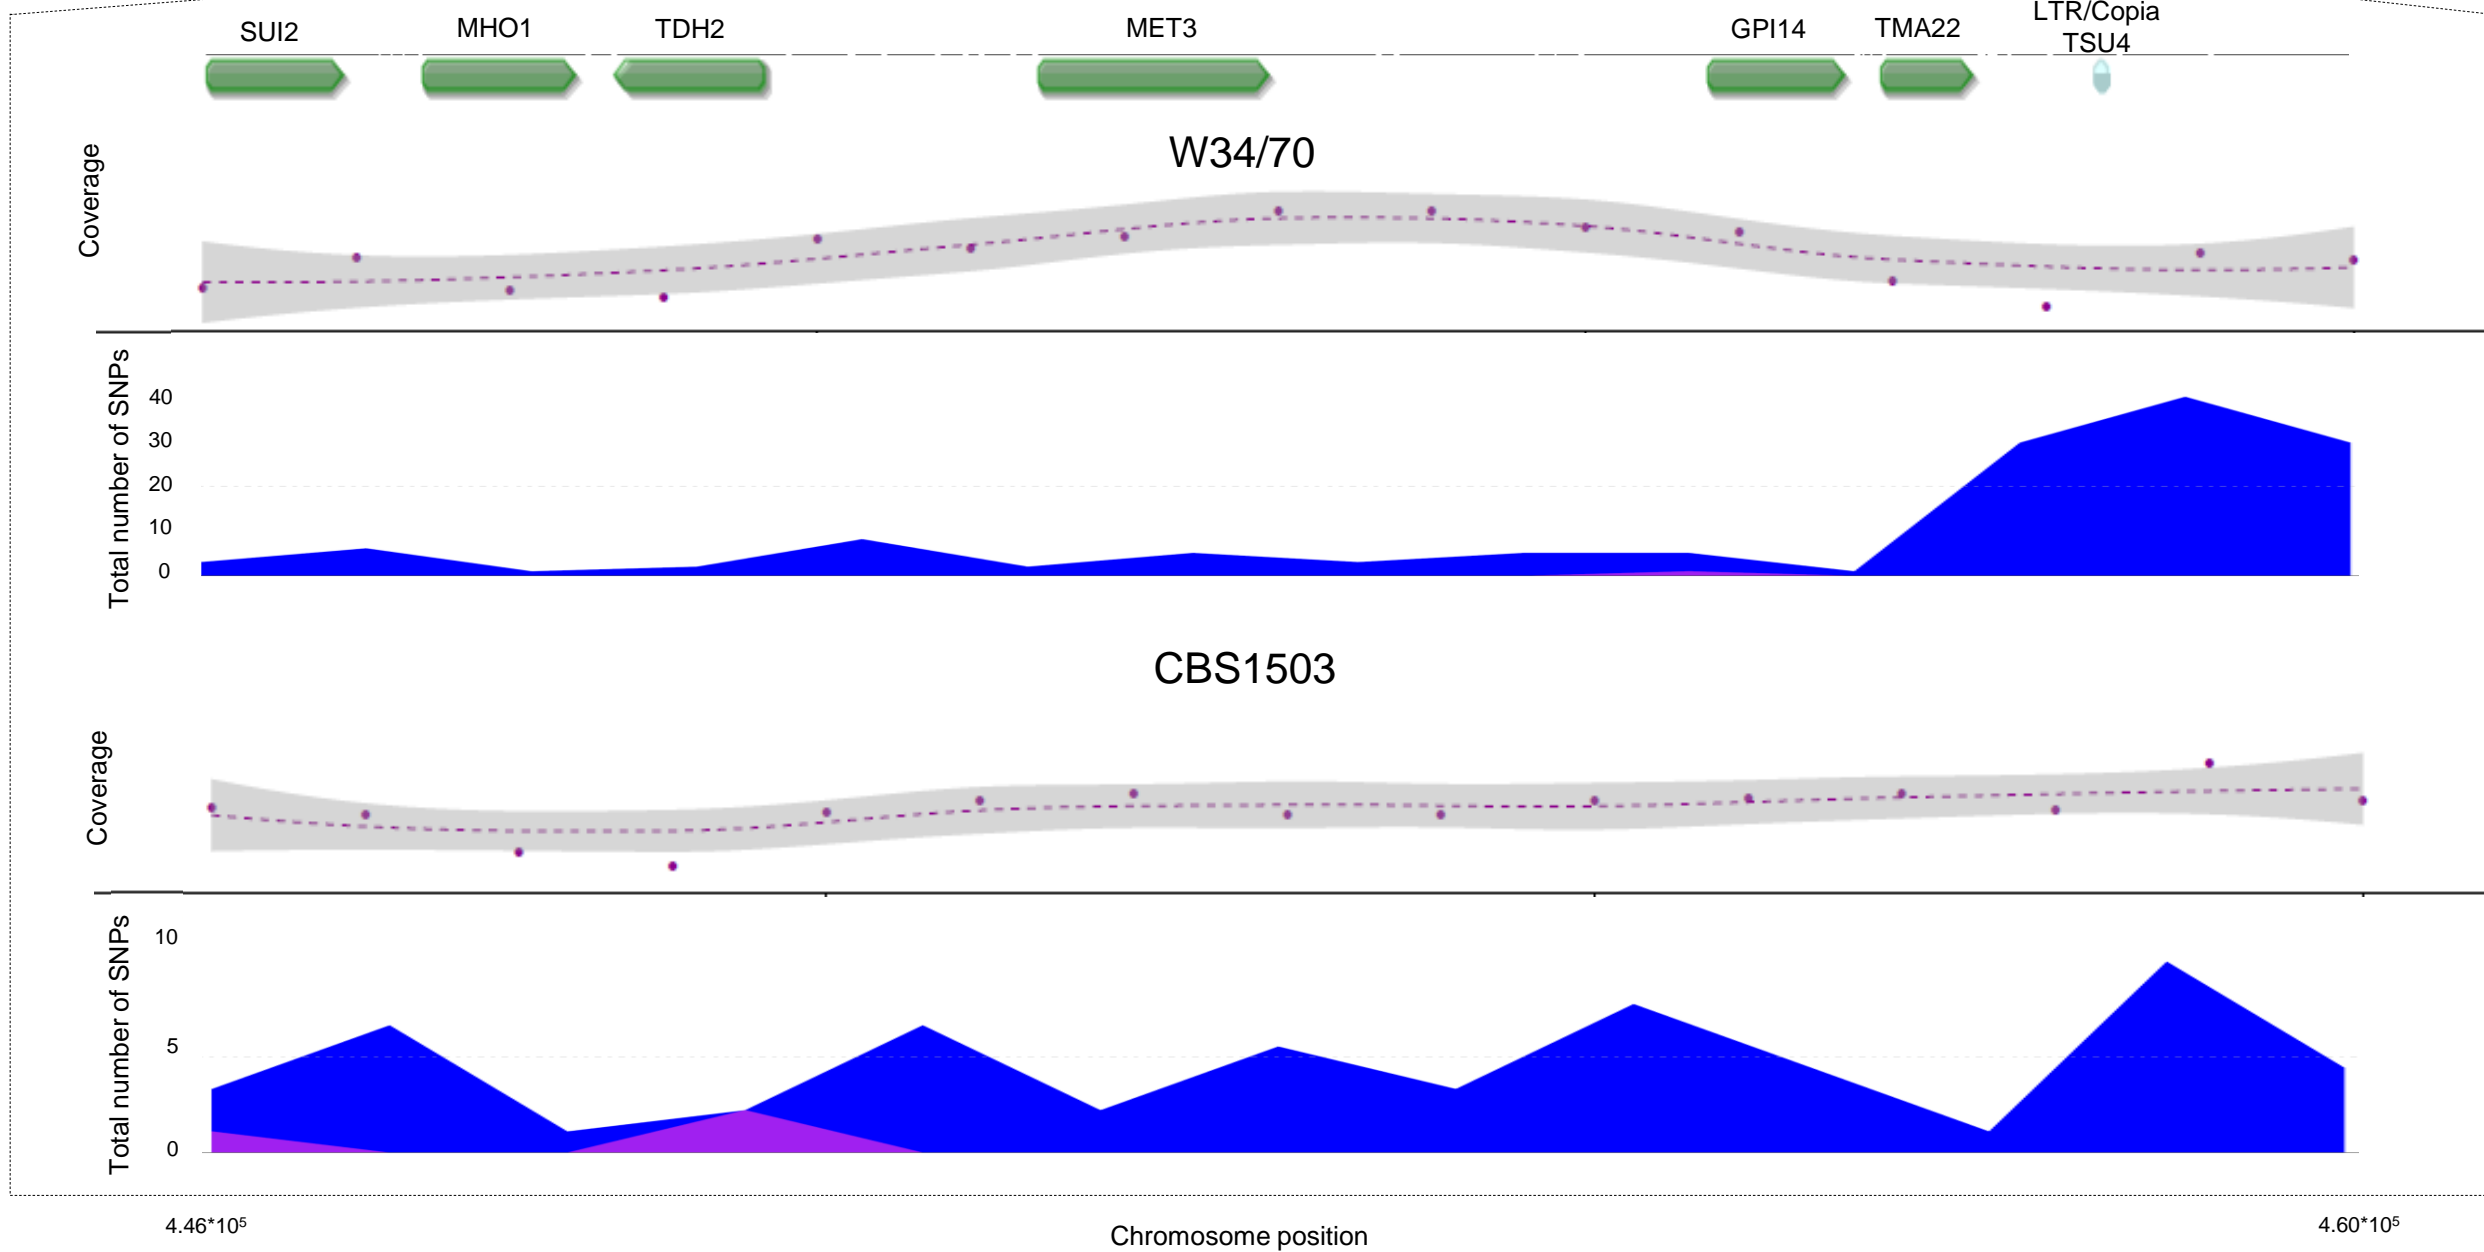 SUI2
MHO1
TDH2
MET3
GPI14
TMA22
LTR/Copia
TSU4
W34/70
Coverage
Total number of SNPs
40
30
20
10
0
CBS1503
Coverage
Total number of SNPs
10
5
0
4.46*10⁵
Chromosome position
4.60*10⁵